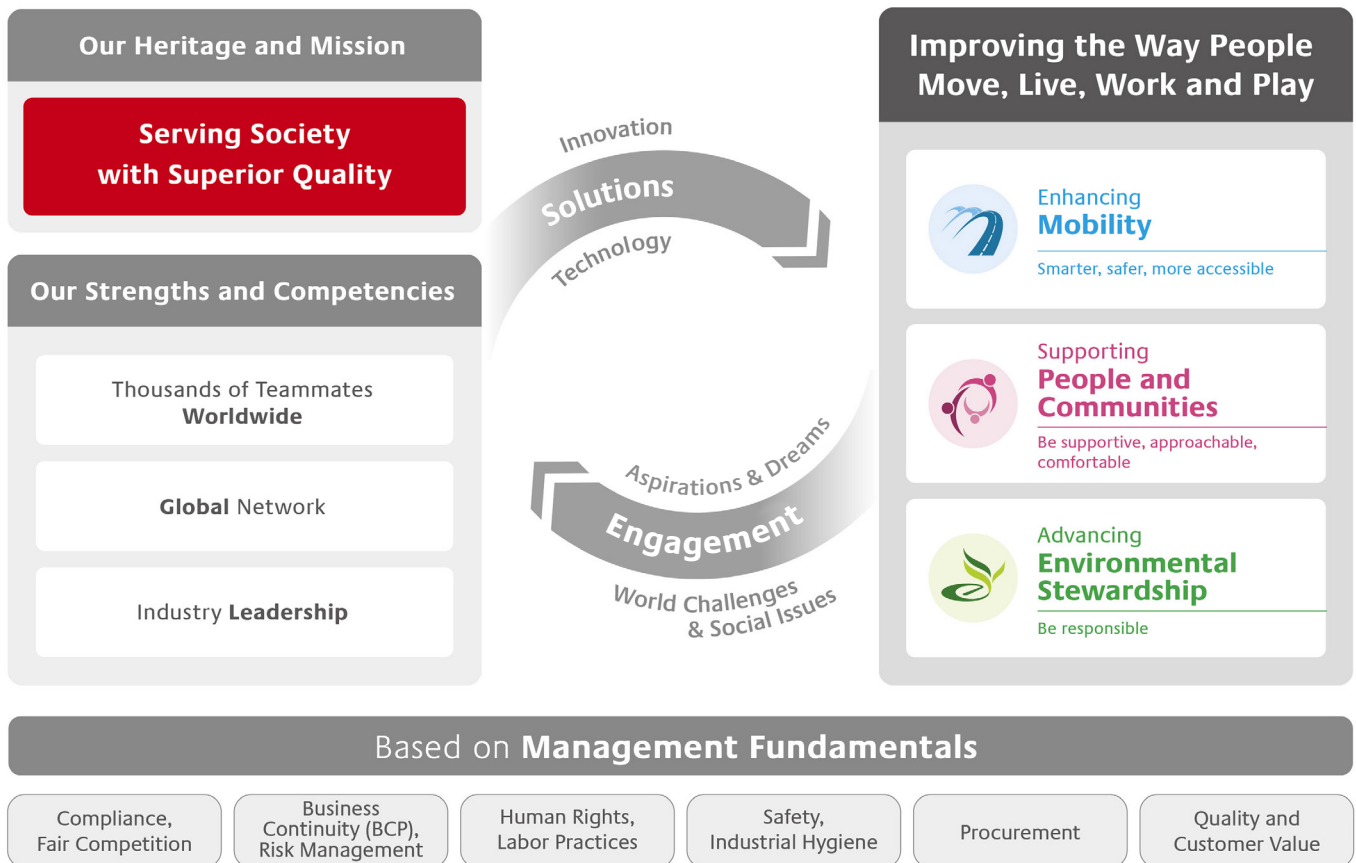 Our Heritage and Mission
Serving Society
with Superior Quality
Our Strengths and Competencies
Thousands of Teammates
Worldwide
Global Network
Industry Leadership
Innovation
Solutions
Technology
Aspirations & Dreams
Engagement
World Challenges
& Social Issues
Improving the Way People
Move, Live, Work and Play
Enhancing
Mobility
Smarter, safer, more accessible
Supporting
People and
Communities
Be supportive, approachable,
comfortable
Advancing
Environmental
Stewardship
Be responsible
Based on Management Fundamentals
Compliance,
Fair Competition
Business
Continuity (BCP),
Risk Management
Human Rights,
Labor Practices
Safety,
Industrial Hygiene
Procurement
Quality and
Customer Value